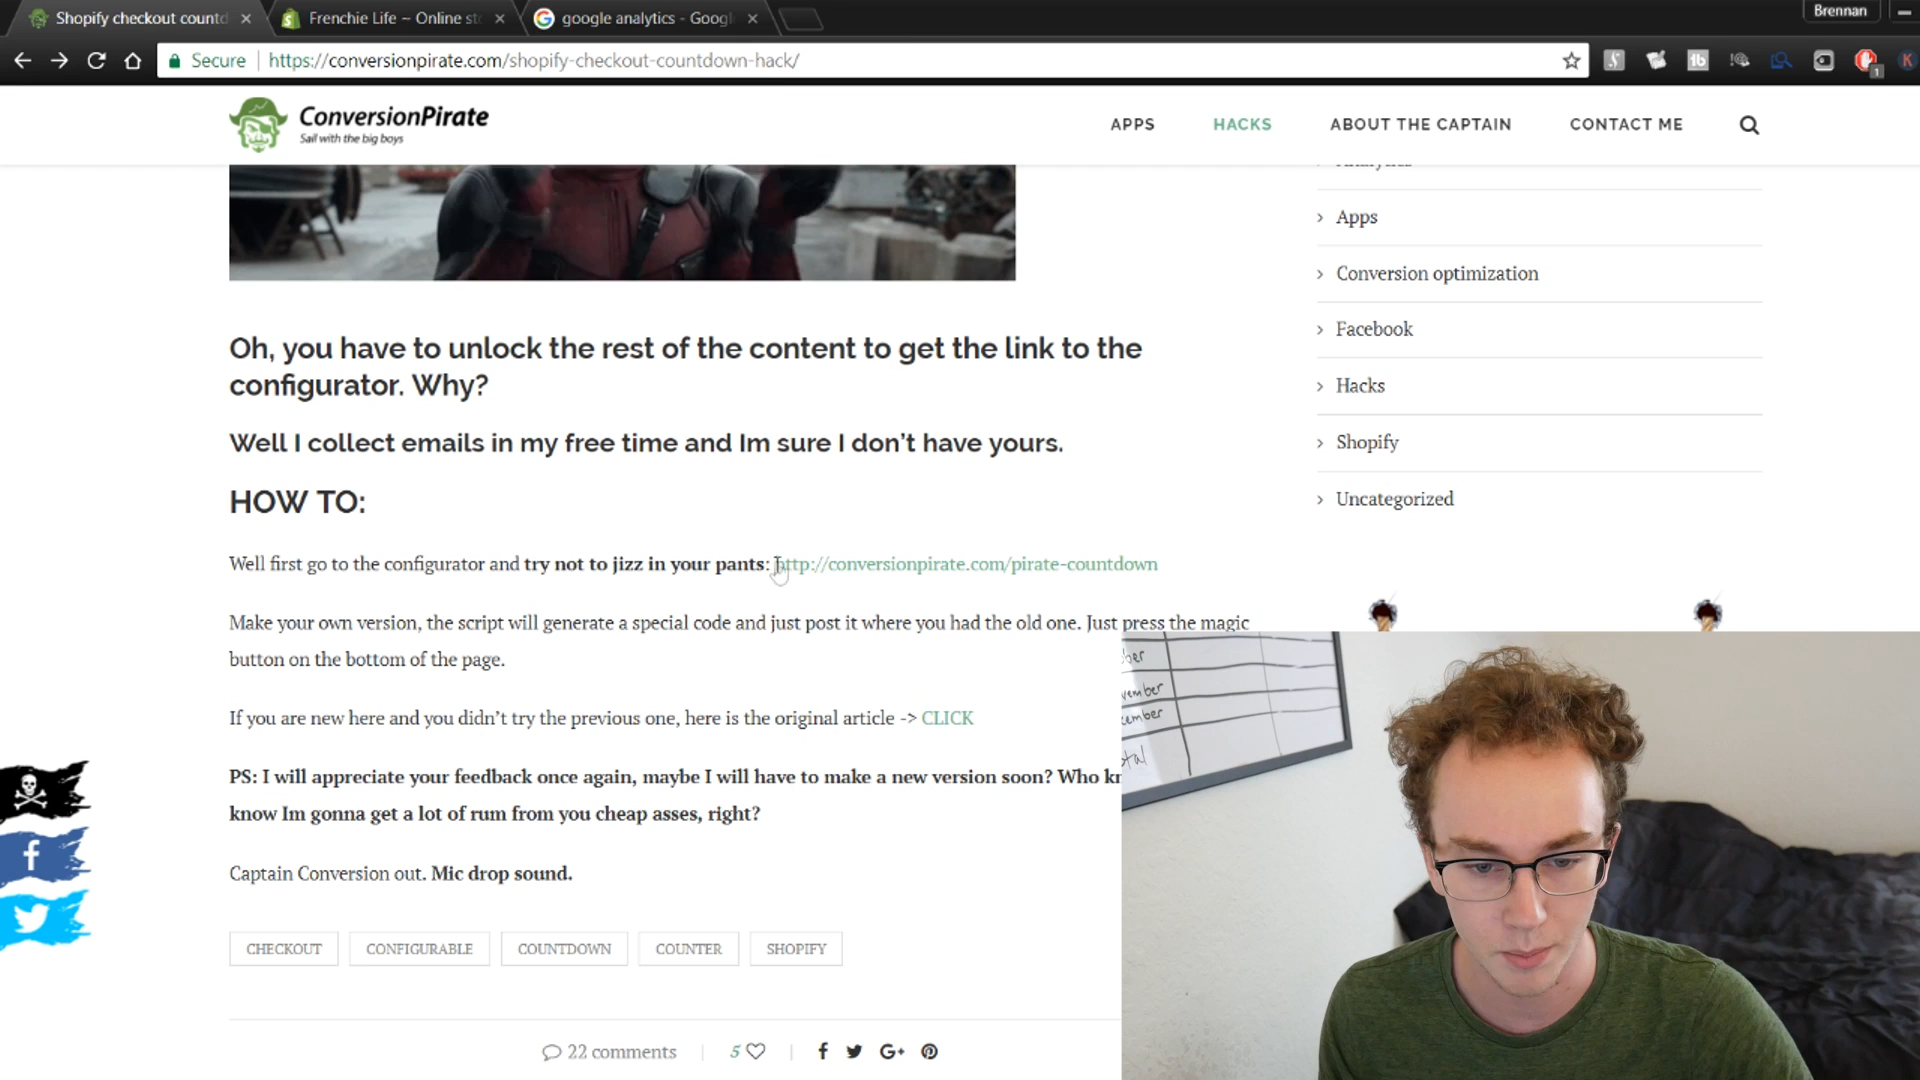 Shopify checkout countd
Frenchie Life ~ Online st
google analytics - Googl
Brennan
Secure
https://conversionpirate.com/shopify-checkout-countdown-hack/
1
ConversionPirate
Sail with the big boys
APPS
HACKS
ABOUT THE CAPTAIN
CONTACT ME
Apps
Conversion optimization
Facebook
Hacks
Shopify
Uncategorized
Oh, you have to unlock the rest of the content to get the link to the
configurator. Why?
Well I collect emails in my free time and Im sure I don't have yours.
HOW TO:
Well first go to the configurator and try not to jizz in your pants: http://conversionpirate.com/pirate-countdown
Make your own version, the script will generate a special code and just post it where you had the old one. Just press the magic
button on the bottom of the page.
If you are new here and you didn't try the previous one, here is the original article -> CLICK
PS: I will appreciate your feedback once again, maybe I will have to make a new version soon? Who kr
know Im gonna get a lot of rum from you cheap asses, right?
Captain Conversion out. Mic drop sound.
CHECKOUT
CONFIGURABLE
COUNTDOWN
COUNTER
SHOPIFY
22 comments
5
ber
vember
cember
otal